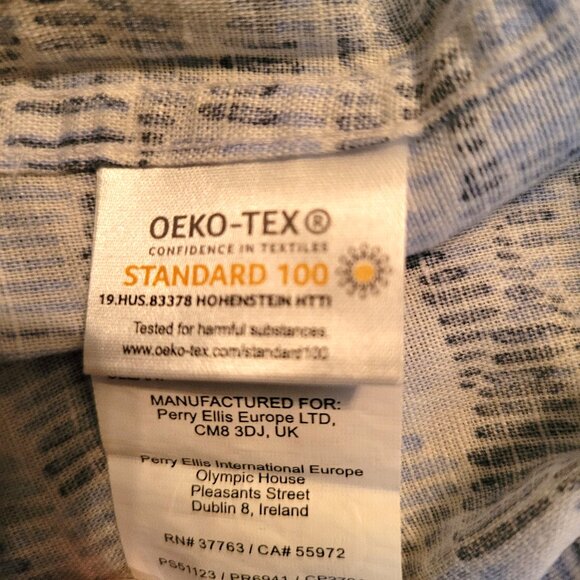 OEKO-TEX®
CONFIDENCE IN TEXTILES
STANDARD 100
19.HUS.83378 HOHENSTEIN HTTI
Tested for harmful substances.
www.oeko-tex.com/standard100
MANUFACTURED FOR:
Perry Ellis Europe LTD,
CM8 3DJ, UK
Perry Ellis International Europe
Olympic House
Pleasants Street
Dublin 8, Ireland
RN# 37763 / CA# 55972
PS51123 / PR6941 /